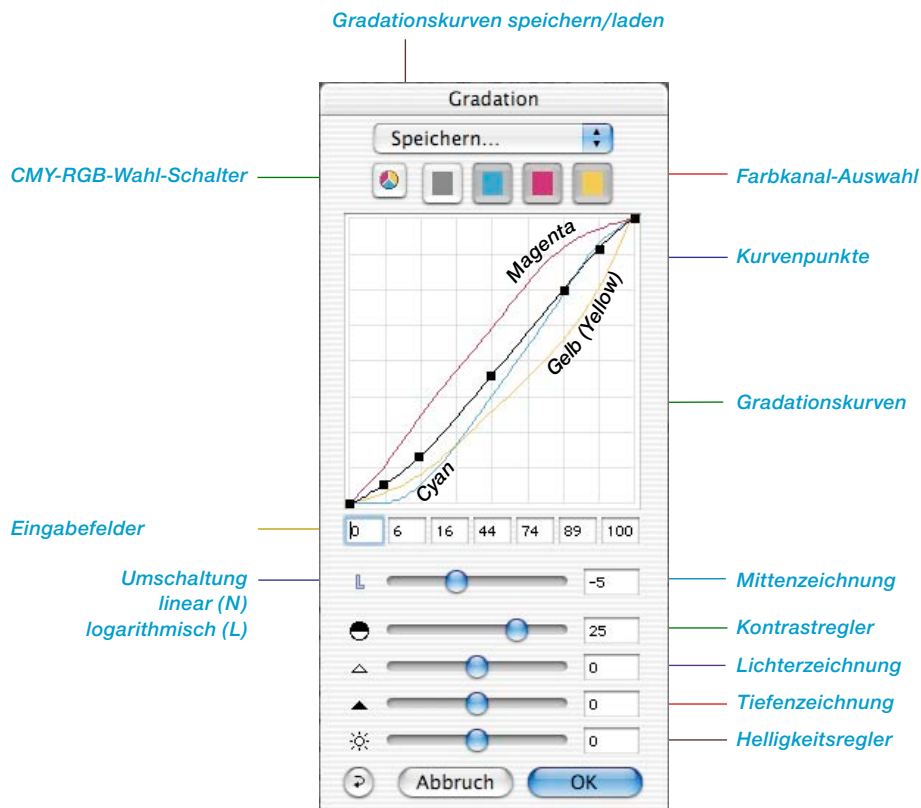 Gradationskurven speichern/laden
Gradation
Speichern...
CMY-RGB-Wahl-Schalter
Farbkanal-Auswahl
Magenta
Kurvenpunkte
Gelb (Yellow)
Gradationskurven
Cyan
Eingabefelder
0 6 16 44 74 89 100
Umschaltung
linear (N)
logarithmisch (L)
L -5
Mittenzeichnung
25
Kontrastregler
0
Lichterzeichnung
0
Tiefenzeichnung
0
Helligkeitsregler
Abbruch OK